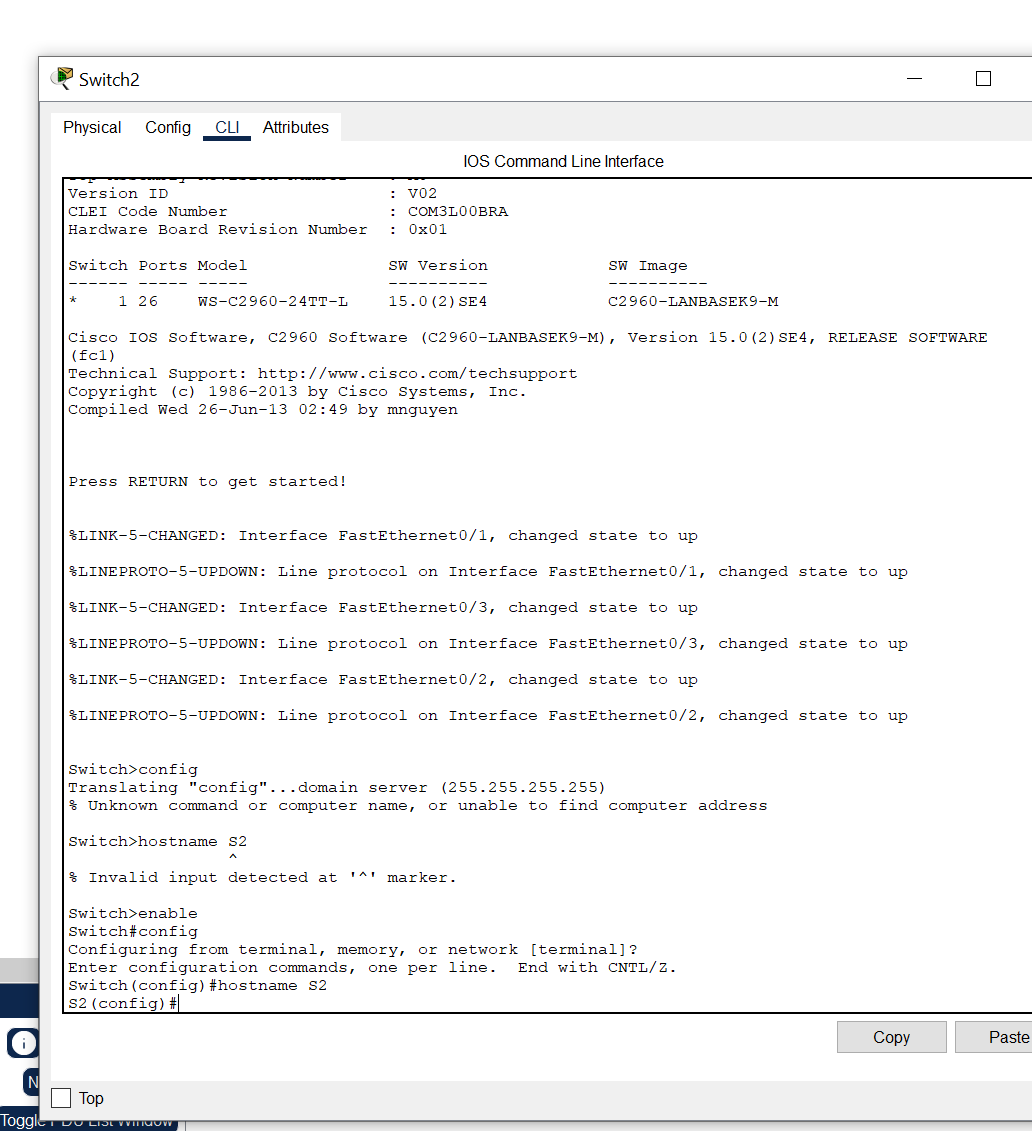 Switch2
Physical Config CLI Attributes
IOS Command Line Interface
Version ID : V02
CLEI Code Number : COM3L00BRA
Hardware Board Revision Number : 0x01
Switch Ports Model SW Version SW Image
------ ----- ----- ---------- ----------
* 1 26 WS-C2960-24TT-L 15.0(2)SE4 C2960-LANBASEK9-M
Cisco IOS Software, C2960 Software (C2960-LANBASEK9-M), Version 15.0(2)SE4, RELEASE SOFTWARE
(fc1)
Technical Support: http://www.cisco.com/techsupport
Copyright (c) 1986-2013 by Cisco Systems, Inc.
Compiled Wed 26-Jun-13 02:49 by mnguyen
Press RETURN to get started!
%LINK-5-CHANGED: Interface FastEthernet0/1, changed state to up
%LINEPROTO-5-UPDOWN: Line protocol on Interface FastEthernet0/1, changed state to up
%LINK-5-CHANGED: Interface FastEthernet0/3, changed state to up
%LINEPROTO-5-UPDOWN: Line protocol on Interface FastEthernet0/3, changed state to up
%LINK-5-CHANGED: Interface FastEthernet0/2, changed state to up
%LINEPROTO-5-UPDOWN: Line protocol on Interface FastEthernet0/2, changed state to up
Switch>config
Translating "config"...domain server (255.255.255.255)
% Unknown command or computer name, or unable to find computer address
Switch>hostname S2
^
% Invalid input detected at '^' marker.
Switch>enable
Switch#config
Configuring from terminal, memory, or network [terminal]?
Enter configuration commands, one per line. End with CNTL/Z.
Switch(config)#hostname S2
S2(config)#
Copy Paste
N
Top
Toggle PDU List Window